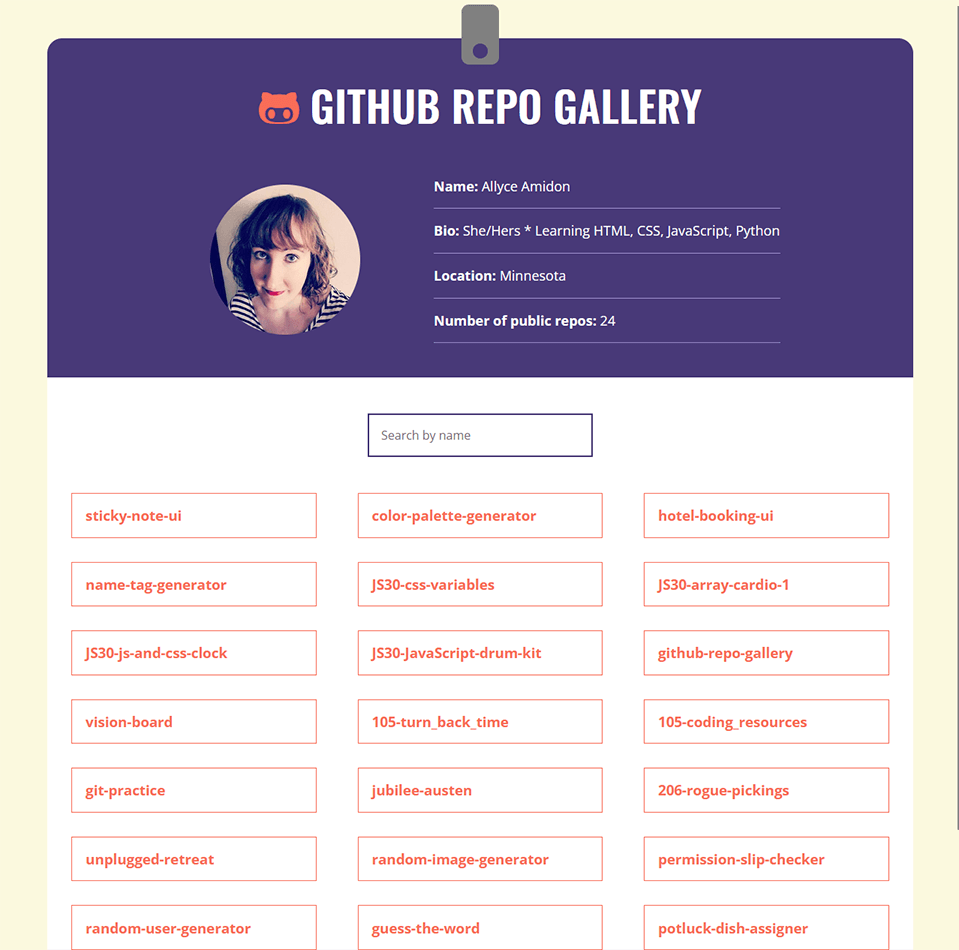 GITHUB REPO GALLERY
Name: Allyce Amidon
Bio: She/Hers * Learning HTML, CSS, JavaScript, Python
Location: Minnesota
Number of public repos: 24
Search by name
sticky-note-ui
color-palette-generator
hotel-booking-ui
name-tag-generator
JS30-css-variables
JS30-array-cardio-1
JS30-js-and-css-clock
JS30-JavaScript-drum-kit
github-repo-gallery
vision-board
105-turn_back_time
105-coding_resources
git-practice
jubilee-austen
206-rogue-pickings
unplugged-retreat
random-image-generator
permission-slip-checker
random-user-generator
guess-the-word
potluck-dish-assigner